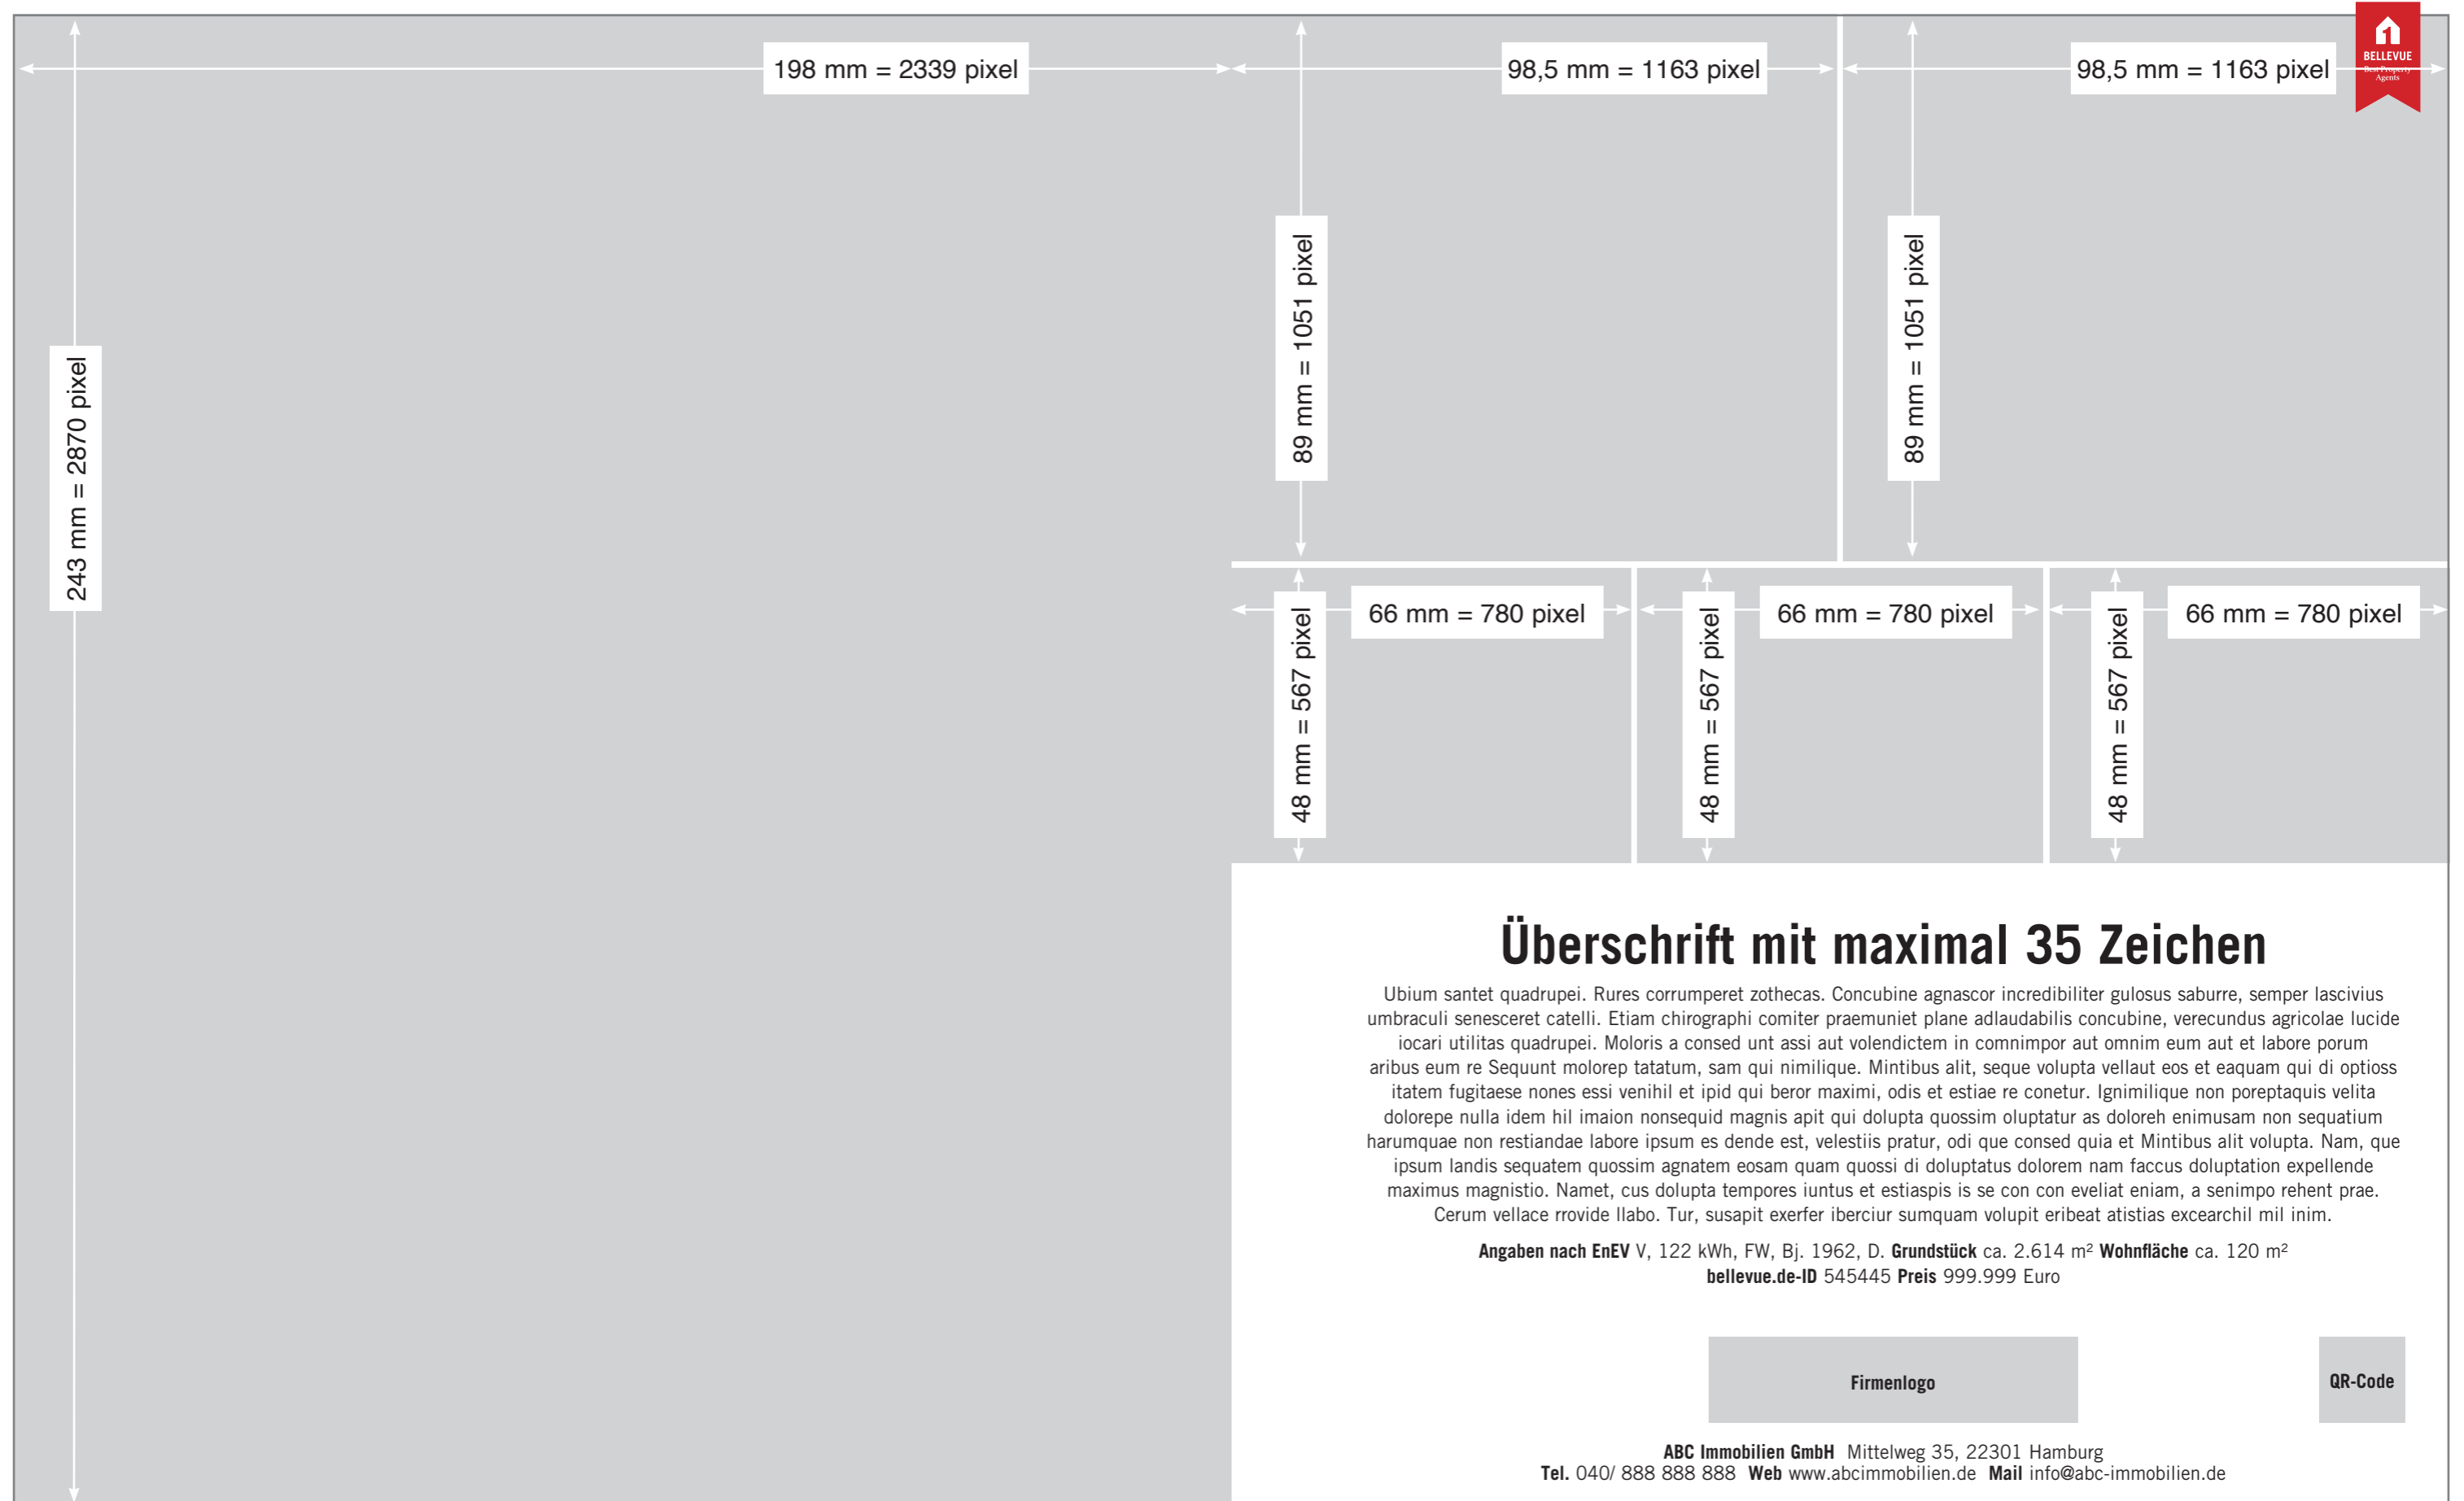 198 mm = 2339 pixel
98,5 mm = 1163 pixel
98,5 mm = 1163 pixel
BELLEVUE
Best Property
Agents
243 mm = 2870 pixel
89 mm = 1051 pixel
89 mm = 1051 pixel
66 mm = 780 pixel
66 mm = 780 pixel
66 mm = 780 pixel
48 mm = 567 pixel
48 mm = 567 pixel
48 mm = 567 pixel
Überschrift mit maximal 35 Zeichen
Ubium santet quadrupei. Rures corrumperet zothecas. Concubine agnascor incredibiliter gulosus saburre, semper lascivius
umbraculi senesceret catelli. Etiam chirographi comiter praemuniet plane adlaudabilis concubine, verecundus agricolae lucide
iocari utilitas quadrupei. Moloris a consed unt assi aut volendictem in comnimpor aut omnim eum aut et labore porum
aribus eum re Sequunt molorep tatatum, sam qui nimilique. Mintibus alit, seque volupta vellaut eos et eaquam qui di optioss
itatem fugitaese nones essi venihil et ipid qui beror maximi, odis et estiae re conetur. Ignimilique non poreptaquis velita
dolorepe nulla idem hil imaion nonsequid magnis apit qui dolupta quossim oluptatur as doloreh enimusam non sequatium
harumquae non restiandae labore ipsum es dende est, velestiis pratur, odi que consed quia et Mintibus alit volupta. Nam, que
ipsum landis sequatem quossim agnatem eosam quam quossi di doluptatus dolorem nam faccus doluptation expellende
maximus magnistio. Namet, cus dolupta tempores iuntus et estiaspis is se con con eveliat eniam, a senimpo rehent prae.
Cerum vellace rrovide llabo. Tur, susapit exerfer iberciur sumquam volupit eribeat atistias excearchil mil inim.
Angaben nach EnEV V, 122 kWh, FW, Bj. 1962, D. Grundstück ca. 2.614 m² Wohnfläche ca. 120 m²
bellevue.de-ID 545445 Preis 999.999 Euro
Firmenlogo
QR-Code
ABC Immobilien GmbH Mittelweg 35, 22301 Hamburg
Tel. 040/ 888 888 888 Web www.abcimmobilien.de Mail info@abc-immobilien.de